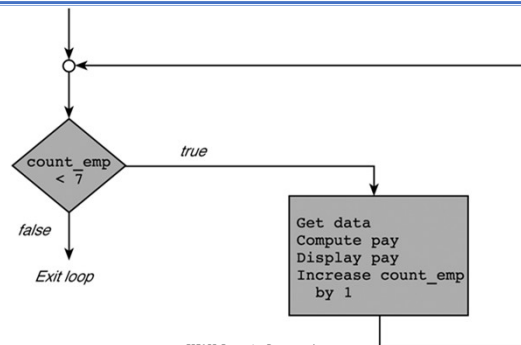 count_emp
< 7
true
false
Exit loop
Get data
Compute pay
Display pay
Increase count_emp
by 1